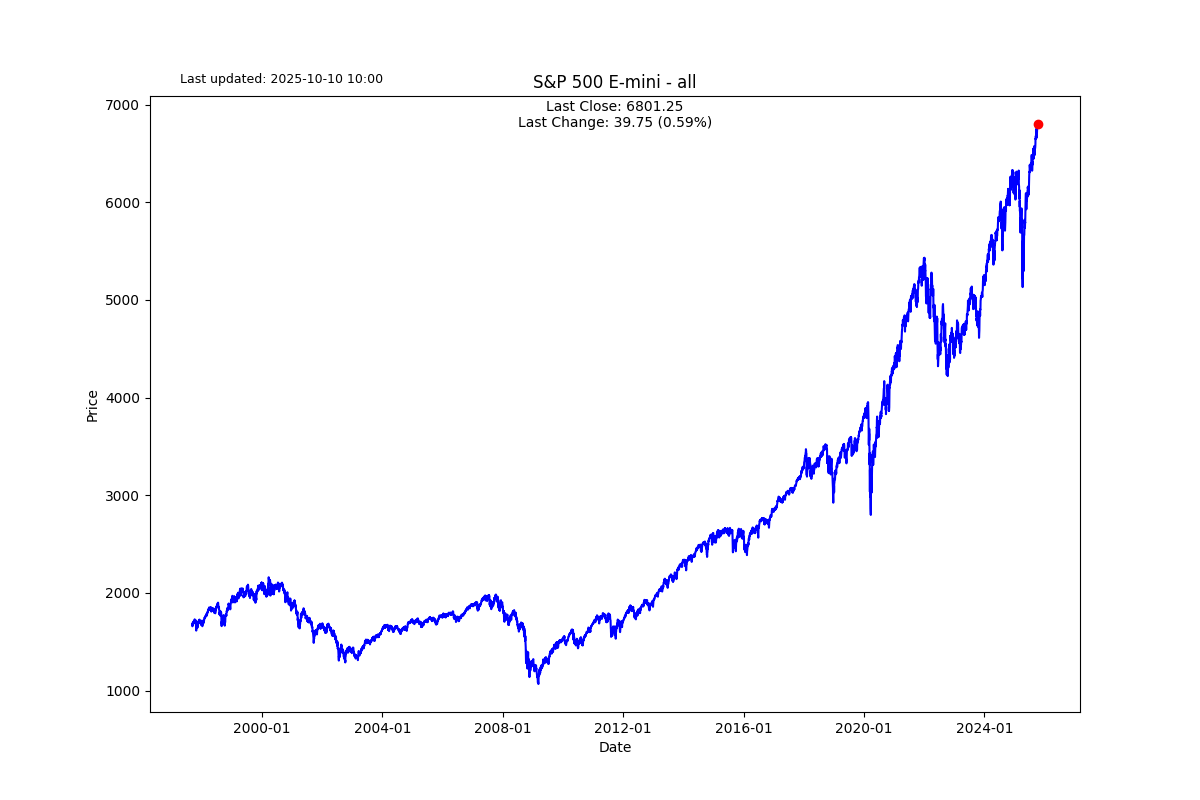 Last updated: 2025-10-10 10:00
S&P 500 E-mini - all
Last Close: 6801.25
Last Change: 39.75 (0.59%)
7000
6000
5000
4000
3000
2000
1000
Price
2000-01 2004-01 2008-01 2012-01 2016-01 2020-01 2024-01
Date